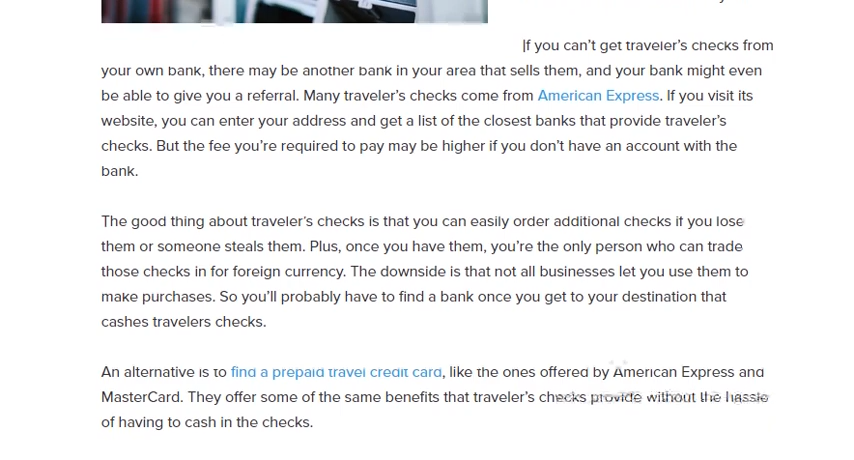 If you can't get traveler's checks from
your own bank, there may be another bank in your area that sells them, and your bank might even
be able to give you a referral. Many traveler's checks come from American Express. If you visit its
website, you can enter your address and get a list of the closest banks that provide traveler's
checks. But the fee you're required to pay may be higher if you don't have an account with the
bank.
The good thing about traveler's checks is that you can easily order additional checks if you lose
them or someone steals them. Plus, once you have them, you're the only person who can trade
those checks in for foreign currency. The downside is that not all businesses let you use them to
make purchases. So you'll probably have to find a bank once you get to your destination that
cashes travelers checks.
An alternative is to find a prepaid travel credit card, like the ones offered by American Express and
MasterCard. They offer some of the same benefits that traveler's checks provide without the hassle
of having to cash in the checks.